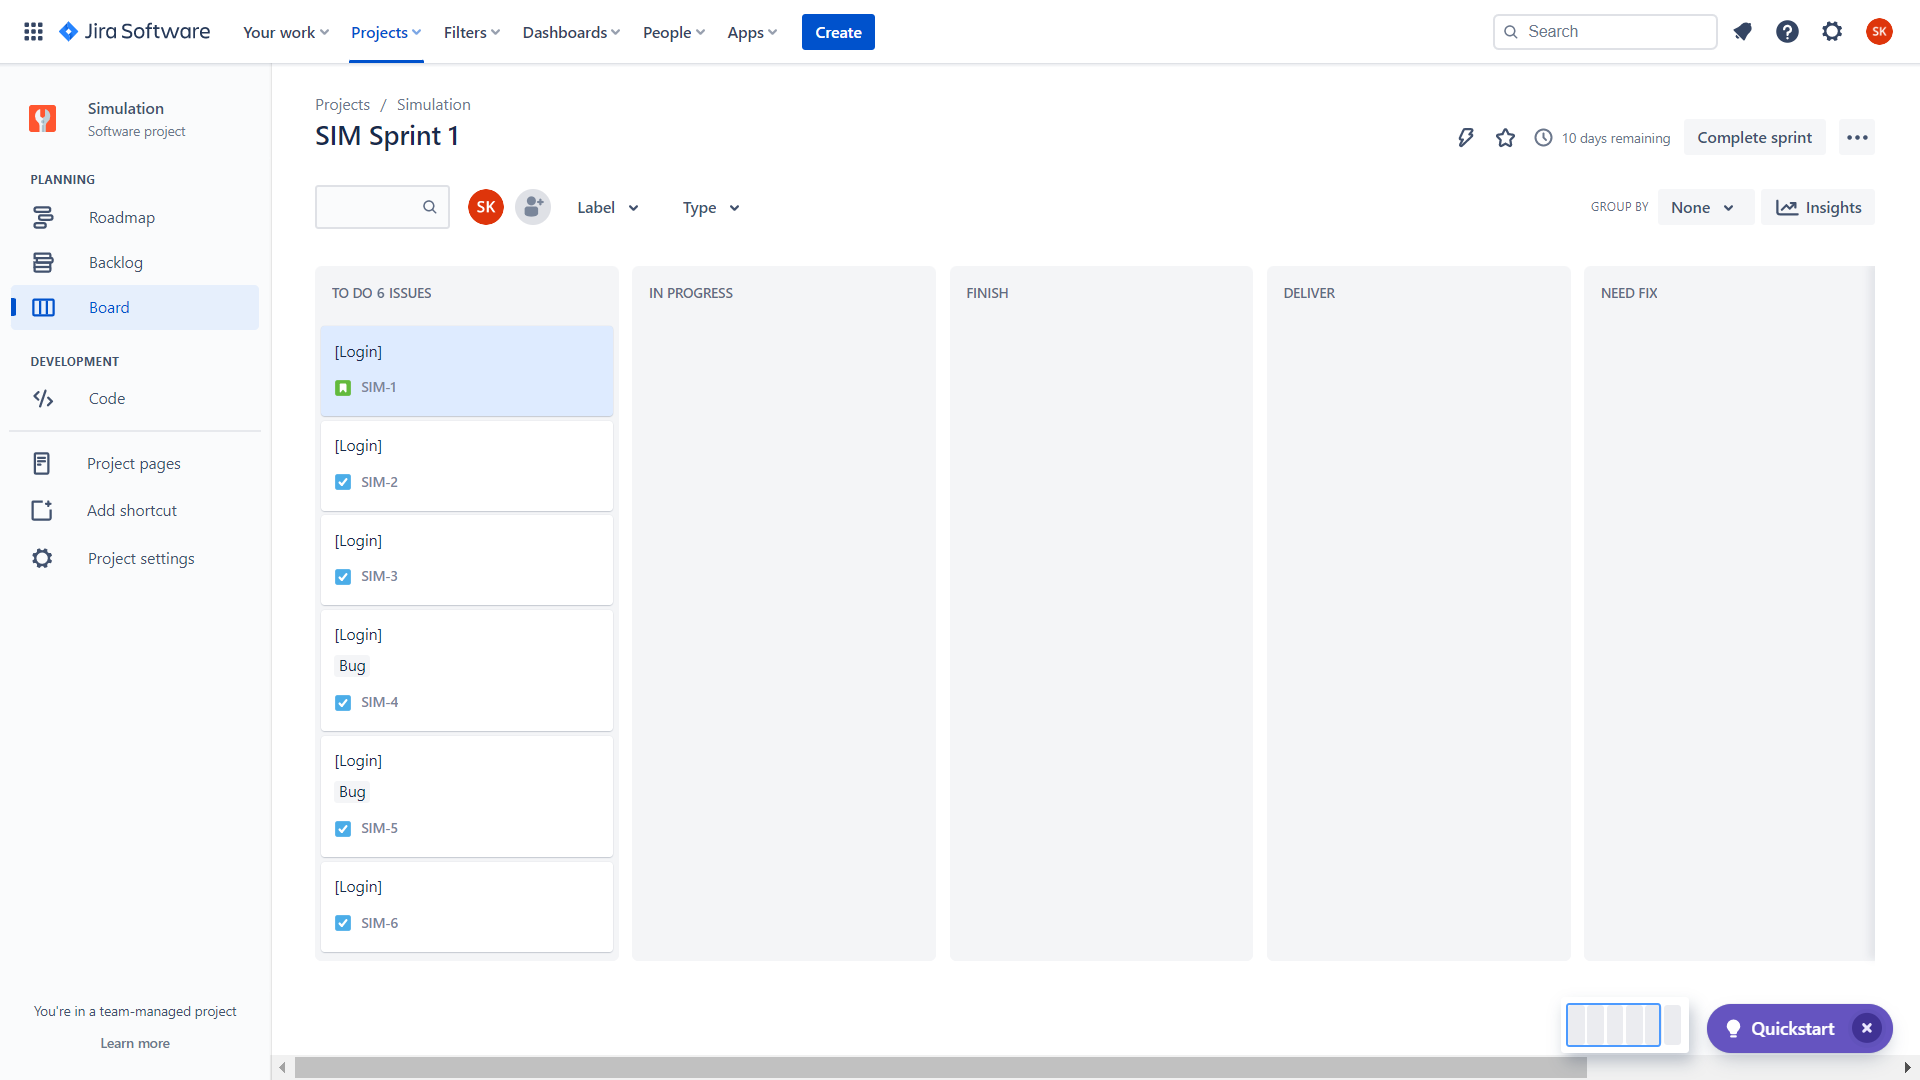 Jira Software
Your work
Projects
Filters
Dashboards
People
Apps
Create
Search
SK
Simulation
Software project
PLANNING
Roadmap
Backlog
Board
DEVELOPMENT
Code
Project pages
Add shortcut
Project settings
You're in a team-managed project
Learn more
Projects / Simulation
SIM Sprint 1
10 days remaining
Complete sprint
SK
Label
Type
GROUP BY
None
Insights
TO DO 6 ISSUES
[Login]
SIM-1
[Login]
SIM-2
[Login]
SIM-3
[Login]
Bug
SIM-4
[Login]
Bug
SIM-5
[Login]
SIM-6
IN PROGRESS
FINISH
DELIVER
NEED FIX
Quickstart